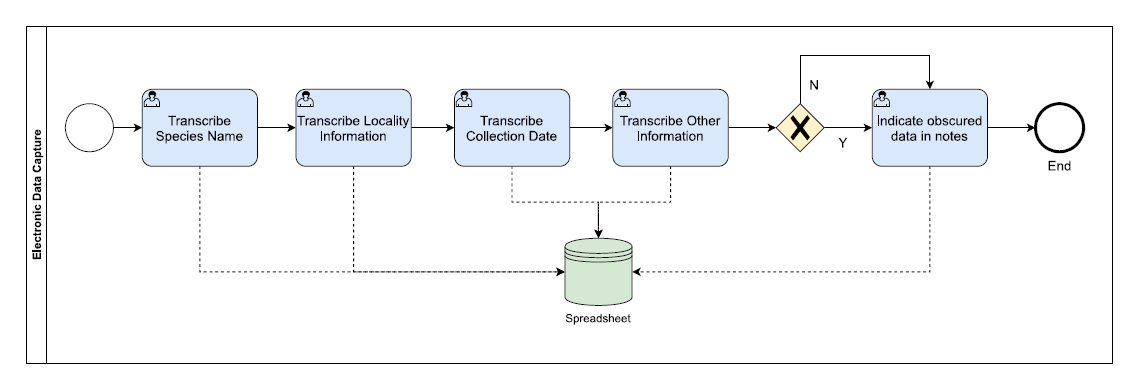 Electronic Data Capture
Transcribe
Species Name
Transcribe Locality
Information
Transcribe
Collection Date
Transcribe Other
Information
N
Y
Indicate obscured
data in notes
End
Spreadsheet